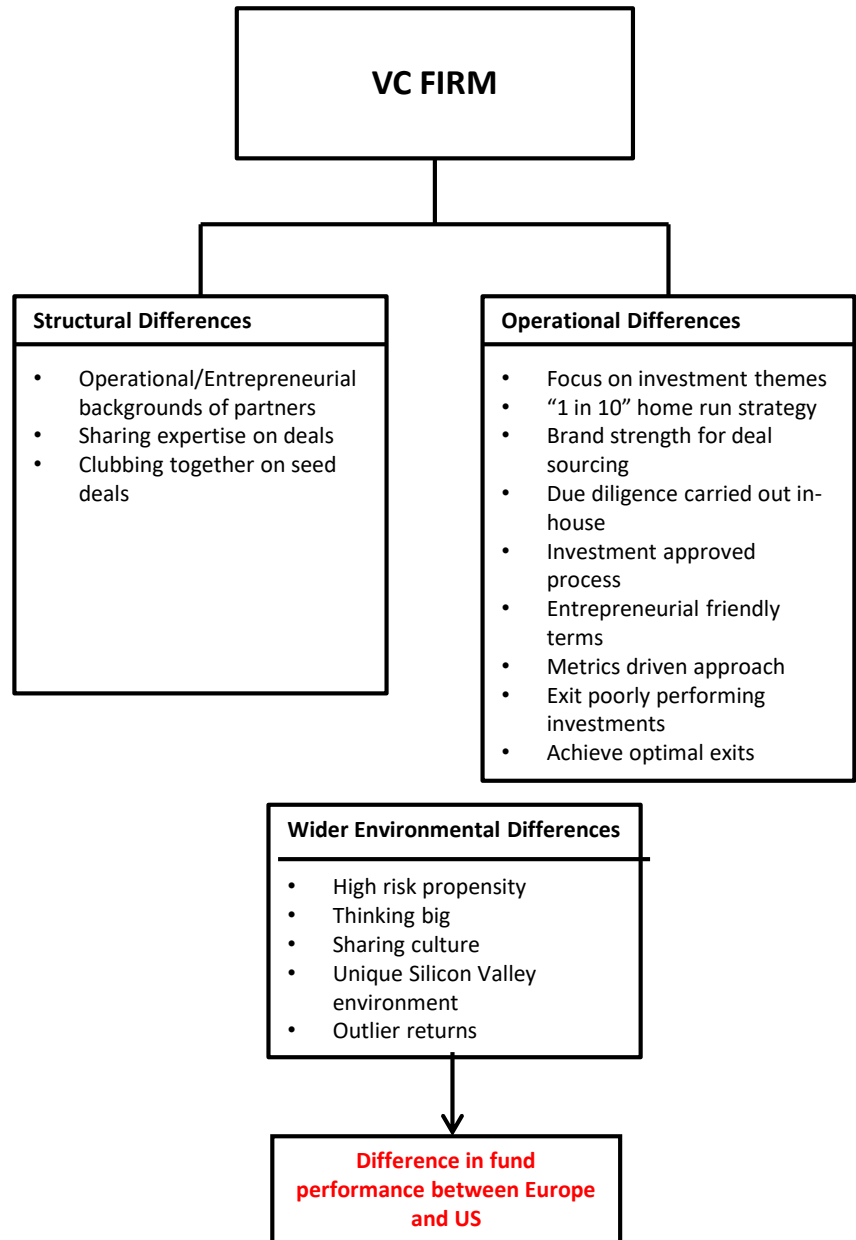 VC FIRM
Structural Differences
• Operational/Entrepreneurial
backgrounds of partners
• Sharing expertise on deals
• Clubbing together on seed
deals
Operational Differences
• Focus on investment themes
• “1 in 10” home run strategy
• Brand strength for deal
sourcing
• Due diligence carried out in-
house
• Investment approved
process
• Entrepreneurial friendly
terms
• Metrics driven approach
• Exit poorly performing
investments
• Achieve optimal exits
Wider Environmental Differences
• High risk propensity
• Thinking big
• Sharing culture
• Unique Silicon Valley
environment
• Outlier returns
Difference in fund
performance between Europe
and US